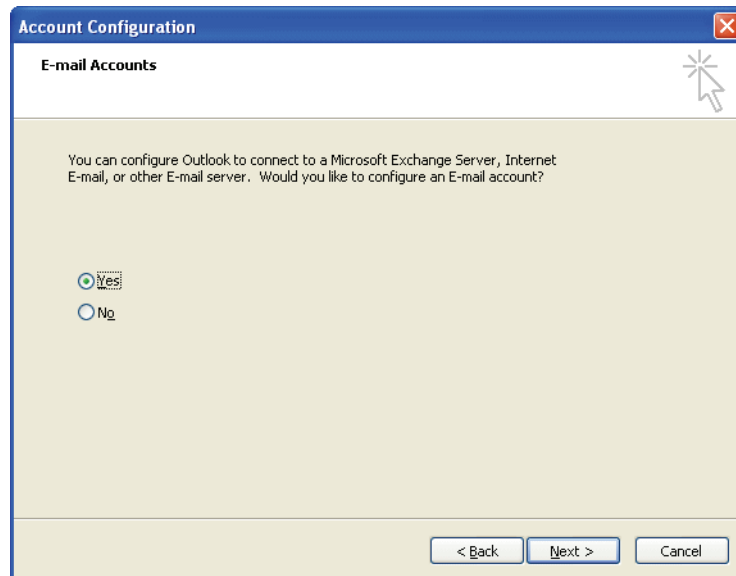 Account Configuration
E-mail Accounts
You can configure Outlook to connect to a Microsoft Exchange Server, Internet
E-mail, or other E-mail server.  Would you like to configure an E-mail account?
Yes
No
< Back
Next >
Cancel